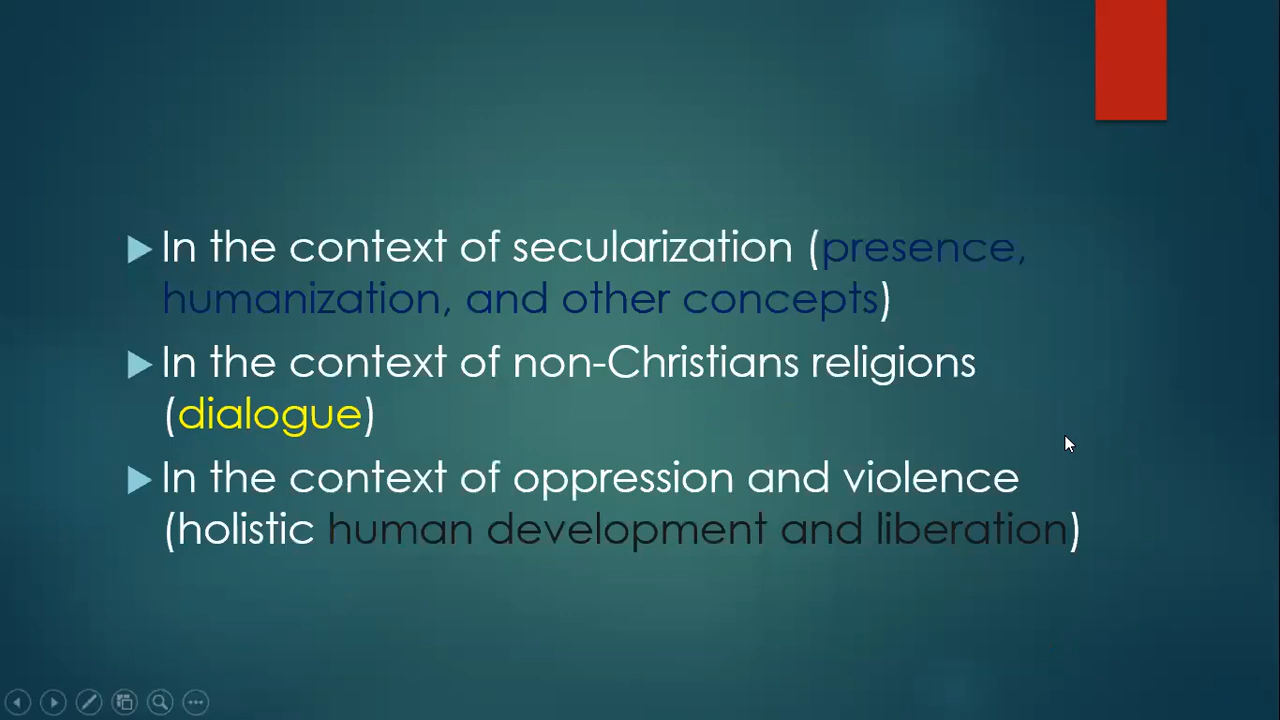 In the context of secularization (presence,
humanization, and other concepts)
In the context of non-Christians religions
(dialogue)
In the context of oppression and violence
(holistic human development and liberation)